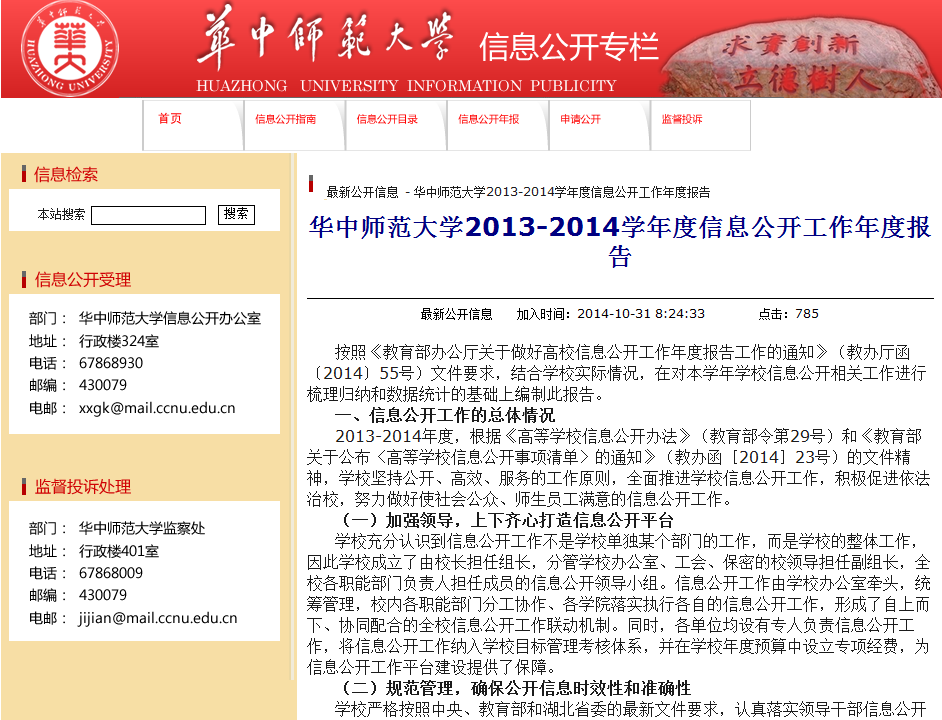 華中師範大學
信息公开专栏
HUAZHONG UNIVERSITY INFORMATION PUBLICITY
华中师范大学
HUAZHONG UNIVERSITY
求實創新
立德樹人
首页
信息公开指南
信息公开目录
信息公开年报
申请公开
监督投诉
信息检索
本站搜索
搜索
信息公开受理
部门： 华中师范大学信息公开办公室
地址： 行政楼324室
电话： 67868930
邮编： 430079
电邮： xxgk@mail.ccnu.edu.cn
监督投诉处理
部门： 华中师范大学监察处
地址： 行政楼401室
电话： 67868009
邮编： 430079
电邮： jijian@mail.ccnu.edu.cn
最新公开信息 - 华中师范大学2013-2014学年度信息公开工作年度报告
华中师范大学2013-2014学年度信息公开工作年度报
告
最新公开信息 加入时间：2014-10-31 8:24:33 点击：785
按照《教育部办公厅关于做好高校信息公开工作年度报告工作的通知》（教办厅函
〔2014〕55号）文件要求，结合学校实际情况，在对本学年学校信息公开相关工作进行
梳理归纳和数据统计的基础上编制此报告。
一、信息公开工作的总体情况
2013-2014年度，根据《高等学校信息公开办法》（教育部令第29号）和《教育部
关于公布〈高等学校信息公开事项清单〉的通知》（教办函［2014］23号）的文件精
神，学校坚持公开、高效、服务的工作原则，全面推进学校信息公开工作，积极促进依法
治校，努力做好使社会公众、师生员工满意的信息公开工作。
（一）加强领导，上下齐心打造信息公开平台
学校充分认识到信息公开工作不是学校单独某个部门的工作，而是学校的整体工作，
因此学校成立了由校长担任组长，分管学校办公室、工会、保密的校领导担任副组长，全
校各职能部门负责人担任成员的信息公开领导小组。信息公开工作由学校办公室牵头，统
筹管理，校内各职能部门分工协作、各学院落实执行各自的信息公开工作，形成了自上而
下、协同配合的全校信息公开工作联动机制。同时，各单位均设有专人负责信息公开工
作，将信息公开工作纳入学校目标管理考核体系，并在学校年度预算中设立专项经费，为
信息公开工作平台建设提供了保障。
（二）规范管理，确保公开信息时效性和准确性
学校严格按照中央、教育部和湖北省委的最新文件要求，认真落实领导干部信息公开